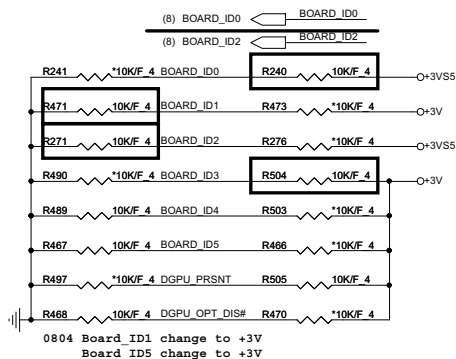 (8) BOARD_ID0 BOARD_ID0
(8) BOARD_ID2 BOARD_ID2
R241 *10K/F_4 BOARD_ID0 R240 10K/F_4 +3VS5
R471 10K/F_4 BOARD_ID1 R473 *10K/F_4 +3V
R271 10K/F_4 BOARD_ID2 R276 *10K/F_4 +3VS5
R490 *10K/F_4 BOARD_ID3 R504 10K/F_4 +3V
R489 10K/F_4 BOARD_ID4 R503 *10K/F_4
R467 10K/F_4 BOARD_ID5 R466 *10K/F_4
R497 *10K/F_4 DGPU_PRSNT R505 10K/F_4
R468 10K/F_4 DGPU_OPT_DIS# R470 *10K/F_4
0804 Board_ID1 change to +3V
Board ID5 change to +3V